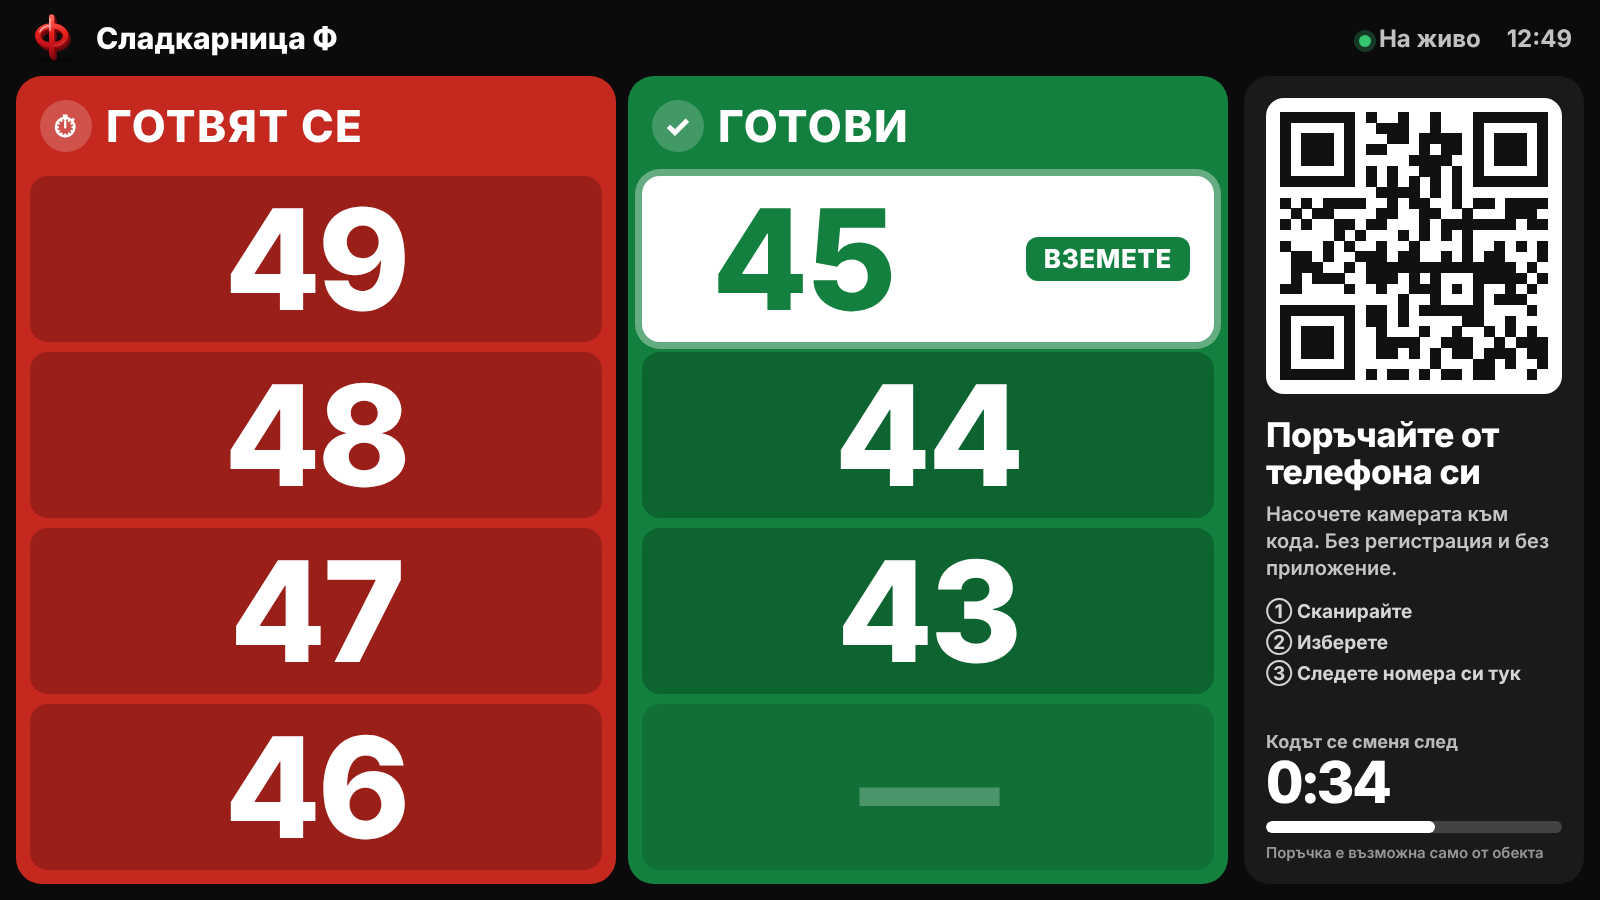 Сладкарница Ф
На живо 12:49
ГОТВЯТ СЕ
49
48
47
46
ГОТОВИ
45 ВЗЕМЕТЕ
44
43
—
Поръчайте от
телефона си
Насочете камерата към
кода. Без регистрация и без
приложение.
① Сканирайте
② Изберете
③ Следете номера си тук
Кодът се сменя след
0:34
Поръчка е възможна само от обекта